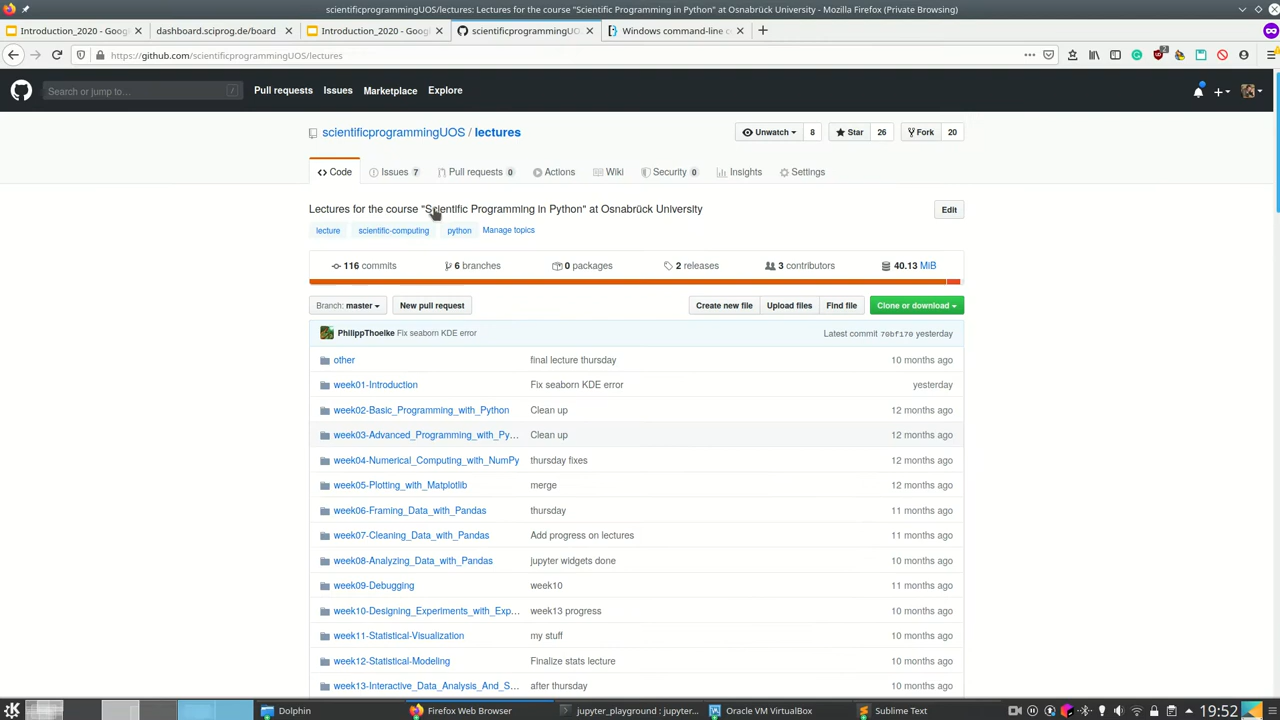 scientificprogrammingUOS/lectures: Lectures for the course "Scientific Programming in Python" at Osnabrück University - Mozilla Firefox (Private Browsing)
Introduction_2020 - Goog
dashboard.sciprog.de/board
Introduction_2020 - Goog
scientificprogrammingUO
Windows command-line c
https://github.com/scientificprogrammingUOS/lectures
2
Search or jump to…
/
Pull requests
Issues
Marketplace
Explore
scientificprogrammingUOS / lectures
Unwatch
8
Star
26
Fork
20
Code
Issues 7
Pull requests 0
Actions
Wiki
Security 0
Insights
Settings
Lectures for the course "Scientific Programming in Python" at Osnabrück University
Edit
lecture
scientific-computing
python
Manage topics
116 commits
6 branches
0 packages
2 releases
3 contributors
40.13 MiB
Branch: master
New pull request
Create new file
Upload files
Find file
Clone or download
PhilippThoelke Fix seaborn KDE error
Latest commit 70bf170 yesterday
other final lecture thursday 10 months ago
week01-Introduction Fix seaborn KDE error yesterday
week02-Basic_Programming_with_Python Clean up 12 months ago
week03-Advanced_Programming_with_Py… Clean up 12 months ago
week04-Numerical_Computing_with_NumPy thursday fixes 12 months ago
week05-Plotting_with_Matplotlib merge 12 months ago
week06-Framing_Data_with_Pandas thursday 11 months ago
week07-Cleaning_Data_with_Pandas Add progress on lectures 11 months ago
week08-Analyzing_Data_with_Pandas jupyter widgets done 10 months ago
week09-Debugging week10 11 months ago
week10-Designing_Experiments_with_Exp… week13 progress 10 months ago
week11-Statistical-Visualization my stuff 10 months ago
week12-Statistical-Modeling Finalize stats lecture 10 months ago
week13-Interactive_Data_Analysis_And_S… after thursday 10 months ago
Dolphin
Firefox Web Browser
jupyter_playground : jupyter…
Oracle VM VirtualBox
Sublime Text
19:52